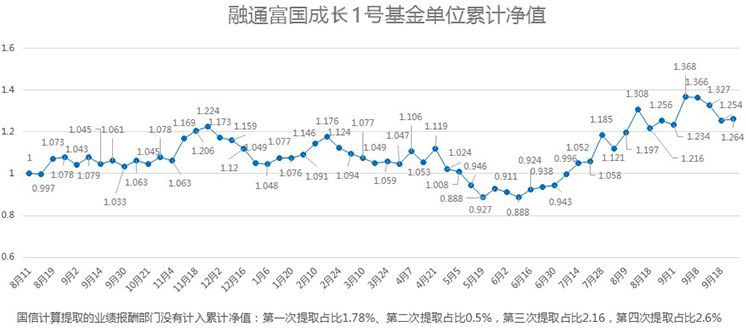 融通富国成长1号基金单位累计净值
1.6
1.4
1.2
1
0.8
0.6
1
0.997
1.073
1.078
1.043
1.079
1.045
1.061
1.033
1.063
1.045
1.078
1.063
1.169
1.206
1.224
1.173
1.12
1.159
1.049
1.048
1.077
1.076
1.146
1.091
1.176
1.124
1.094
1.077
1.049
1.059
1.047
1.106
1.053
1.119
1.008
1.024
0.888
0.946
0.927
0.911
0.888
0.924
0.938
0.943
0.996
1.052
1.058
1.185
1.121
1.197
1.308
1.216
1.256
1.234
1.368
1.366
1.327
1.254
1.264
8月11
8月19
9月2
9月14
9月30
10月21
11月4
11月18
12月2
12月16
1月6
1月20
2月10
2月24
3月10
3月24
4月7
4月21
5月5
5月19
6月2
6月16
6月30
7月14
7月28
8月9
8月18
9月1
9月8
9月18
国信计算提取的业绩报酬部门没有计入累计净值：第一次提取占比1.78%、第二次提取占比0.5%，第三次提取占比2.16，第四次提取占比2.6%